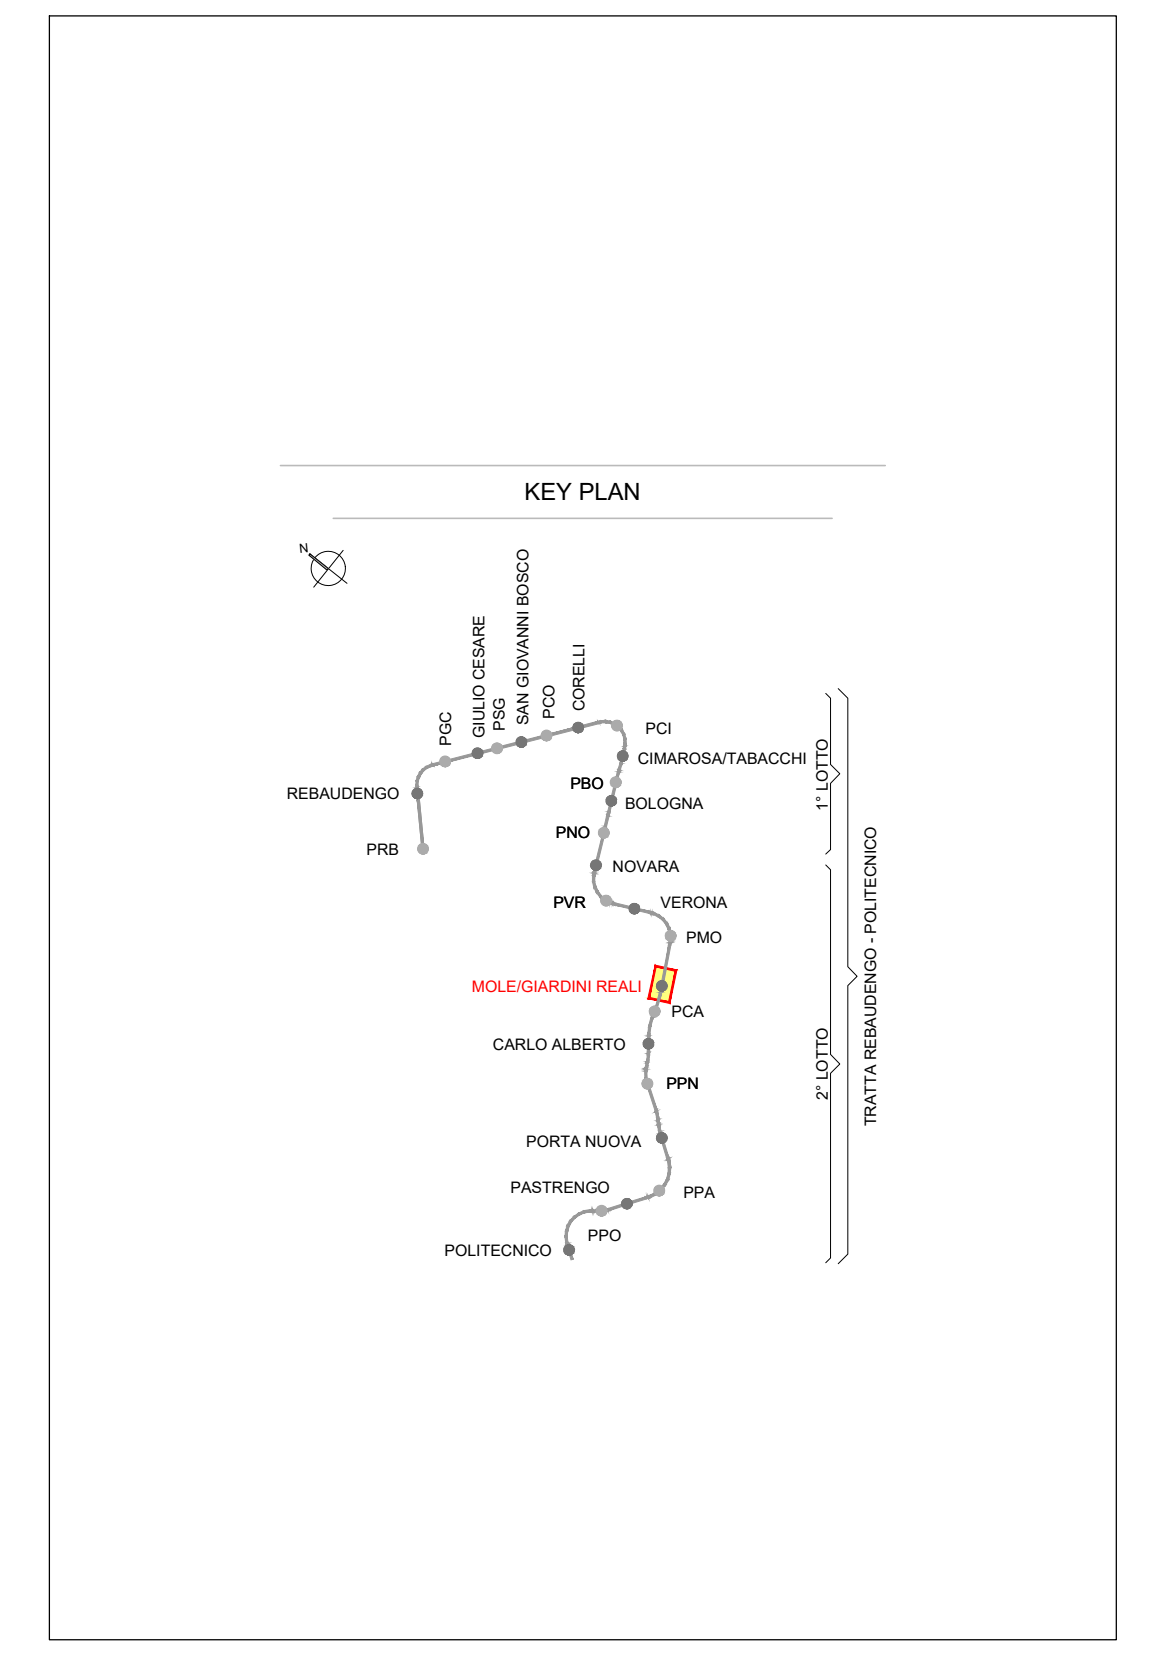 KEY PLAN
N
PGC
GIULIO CESARE
PSG
SAN GIOVANNI BOSCO
PCO
CORELLI
PCI
CIMAROSA/TABACCHI
PBO
REBAUDENGO
BOLOGNA
PNO
PRB
NOVARA
PVR
VERONA
PMO
MOLE/GIARDINI REALI
PCA
CARLO ALBERTO
PPN
PORTA NUOVA
PASTRENGO
PPA
PPO
POLITECNICO
1° LOTTO
2° LOTTO
TRATTA REBAUDENGO - POLITECNICO